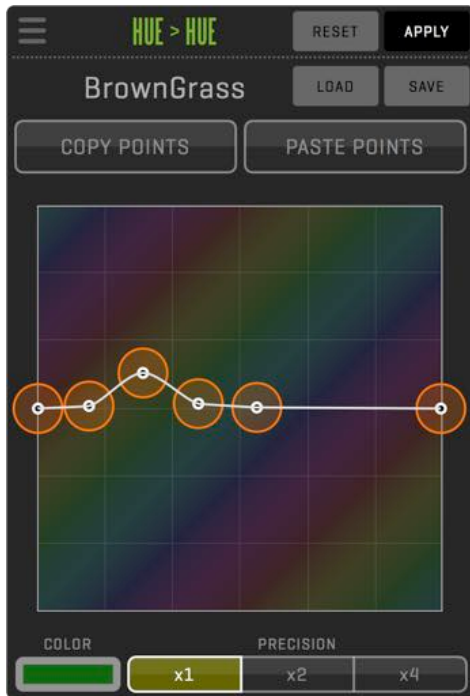 HUE > HUE
RESET
APPLY
BrownGrass
LOAD
SAVE
COPY POINTS
PASTE POINTS
COLOR
PRECISION
x1
x2
x4